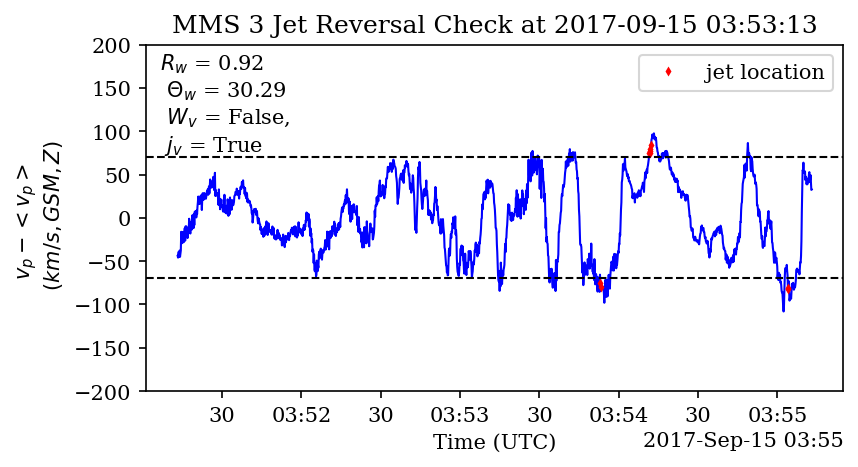 MMS 3 Jet Reversal Check at 2017-09-15 03:53:13
R_w = 0.92
Θ_w = 30.29
W_v = False,
j_v = True
jet location
200
150
100
50
0
−50
−100
−150
−200
v_p − < v_p >
(km/s, GSM, Z)
30 03:52 30 03:53 30 03:54 30 03:55
Time (UTC)
2017-Sep-15 03:55